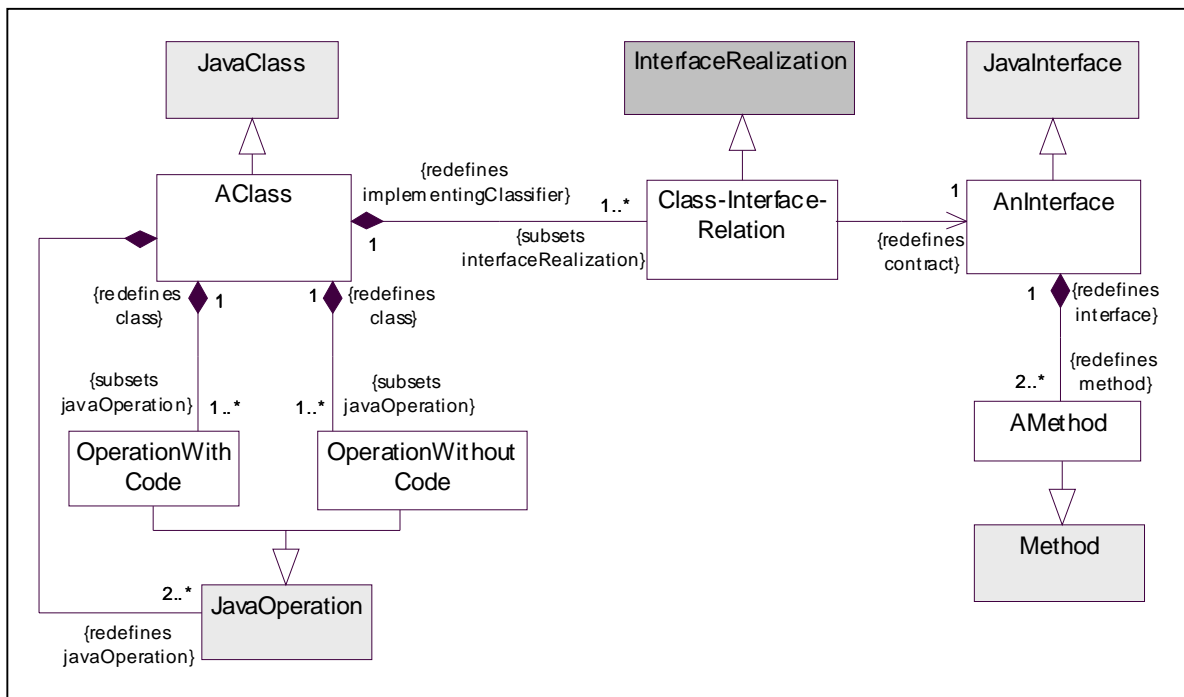 JavaClass
InterfaceRealization
JavaInterface
{redefines
implementingClassifier}
AClass
1..*
Class-Interface-
Relation
1
AnInterface
1
{subsets
interfaceRealization}
{redefines
contract}
{redefines
class}
1
1
{redefines
class}
1
{redefines
interface}
{subsets
javaOperation}
1..*
{subsets
javaOperation}
1..*
{redefines
method}
2..*
OperationWith
Code
OperationWithout
Code
AMethod
Method
2..*
JavaOperation
{redefines
javaOperation}